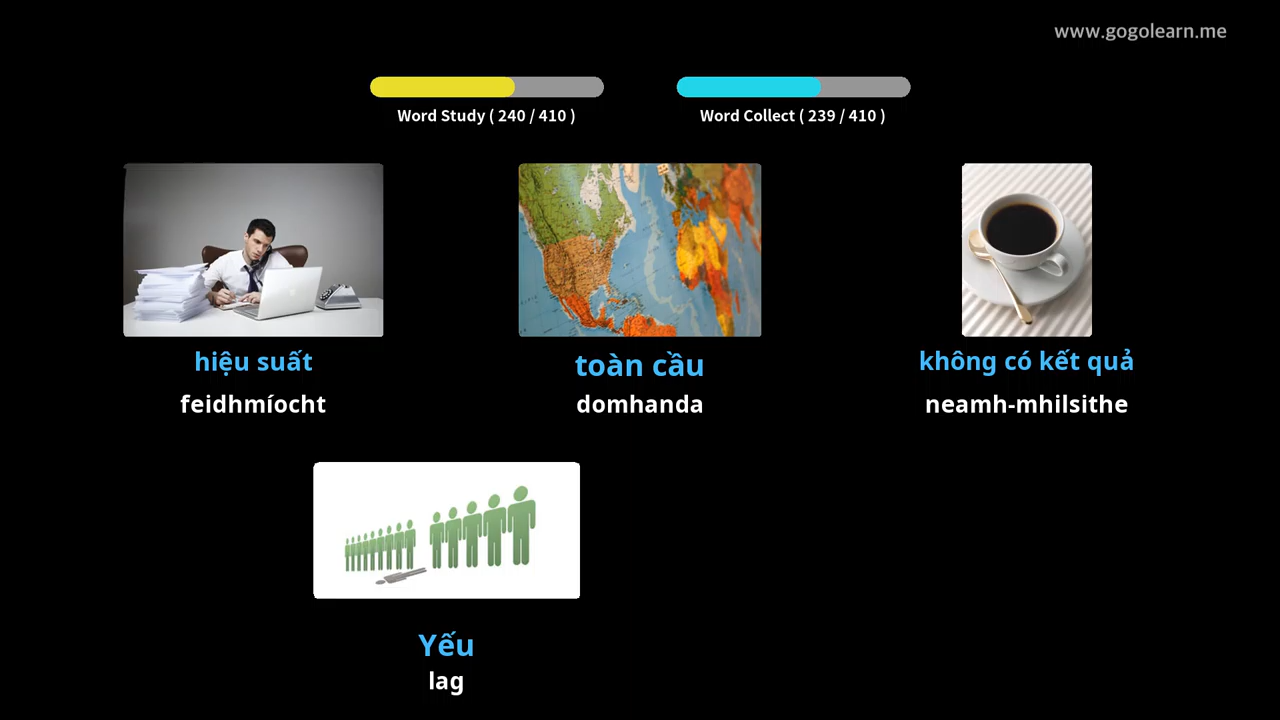 www.gogolearn.me
Word Study ( 240 / 410 )
Word Collect ( 239 / 410 )
hiệu suất
feidhmíocht
toàn cầu
domhanda
không có kết quả
neamh-mhilsithe
Yếu
lag